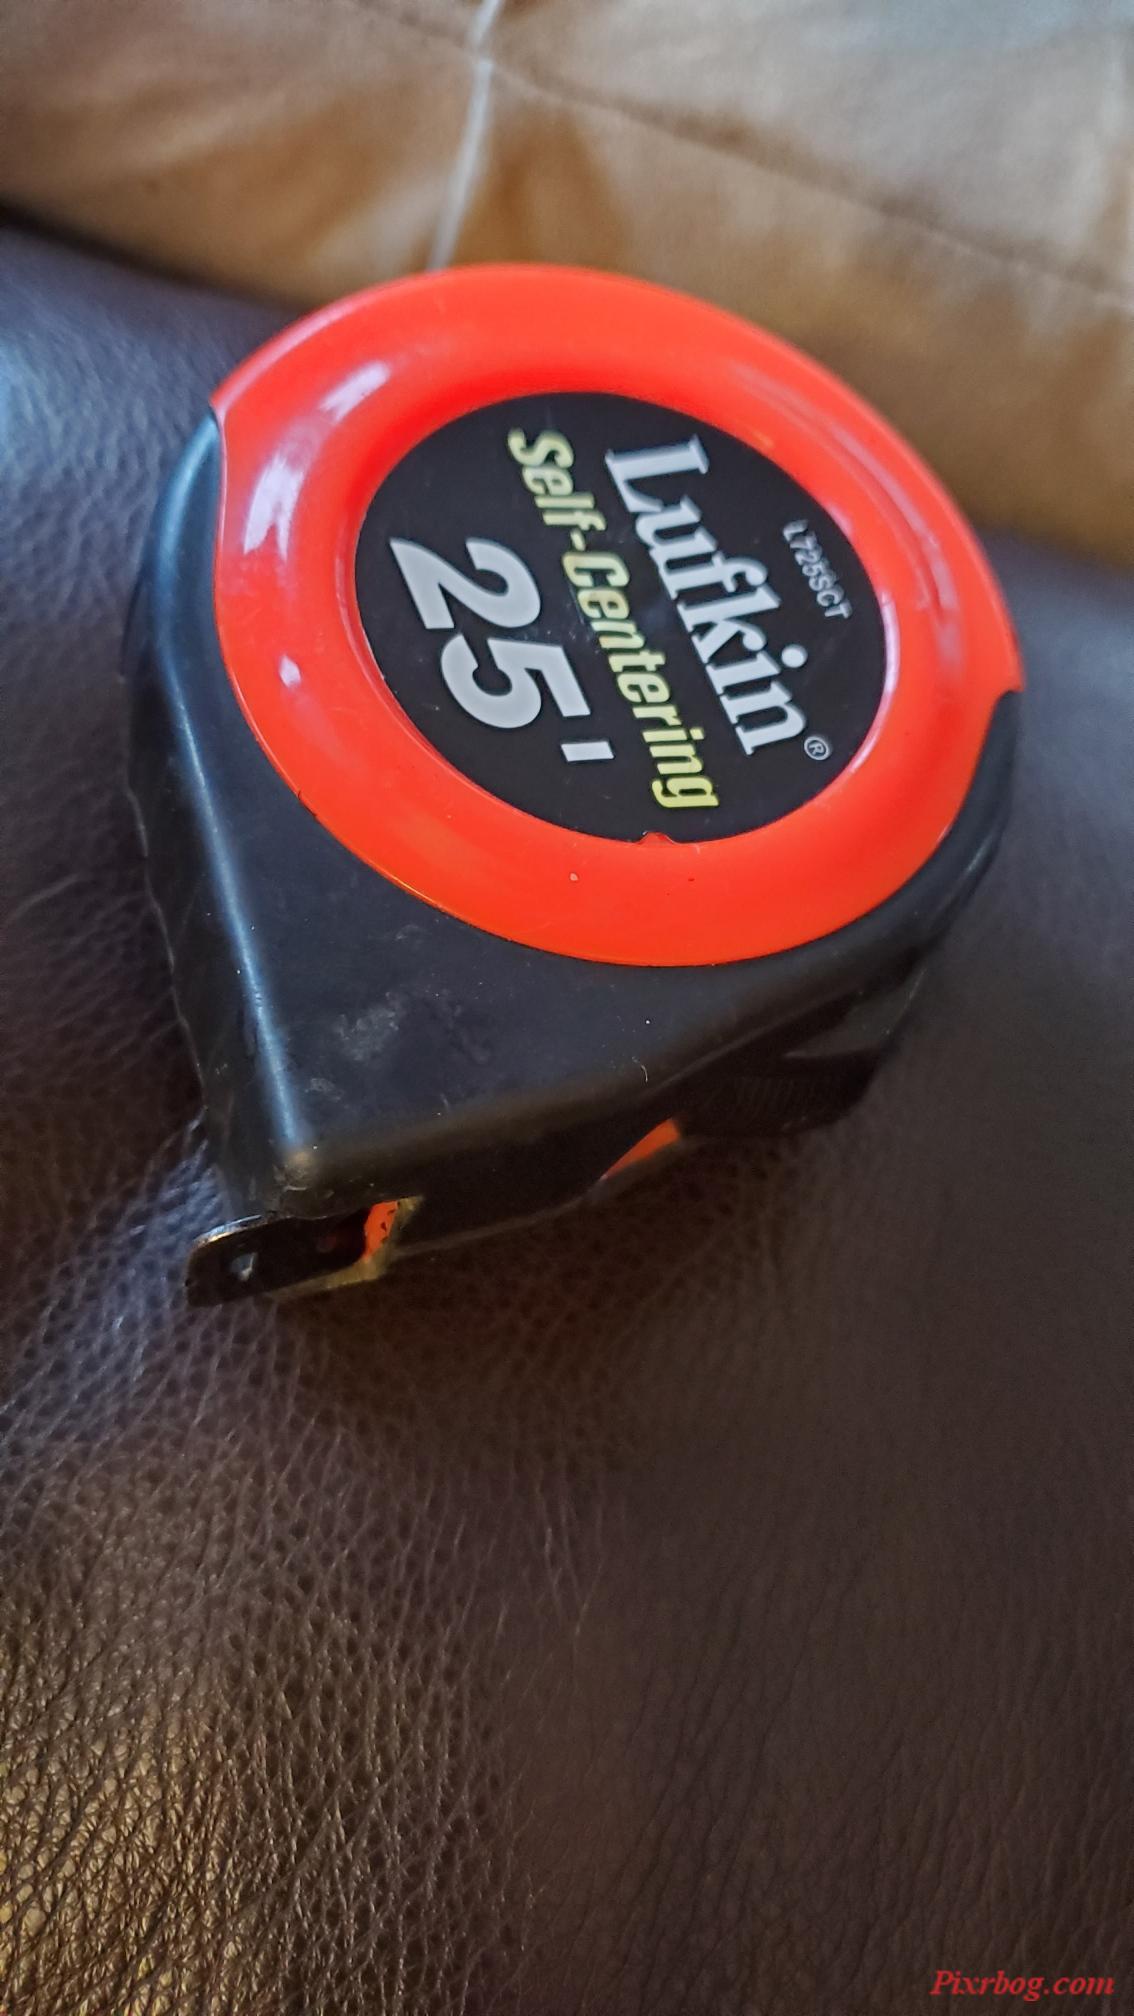 L725SCT
Lufkin®
Self-Centering
25'
Pixrbog.com